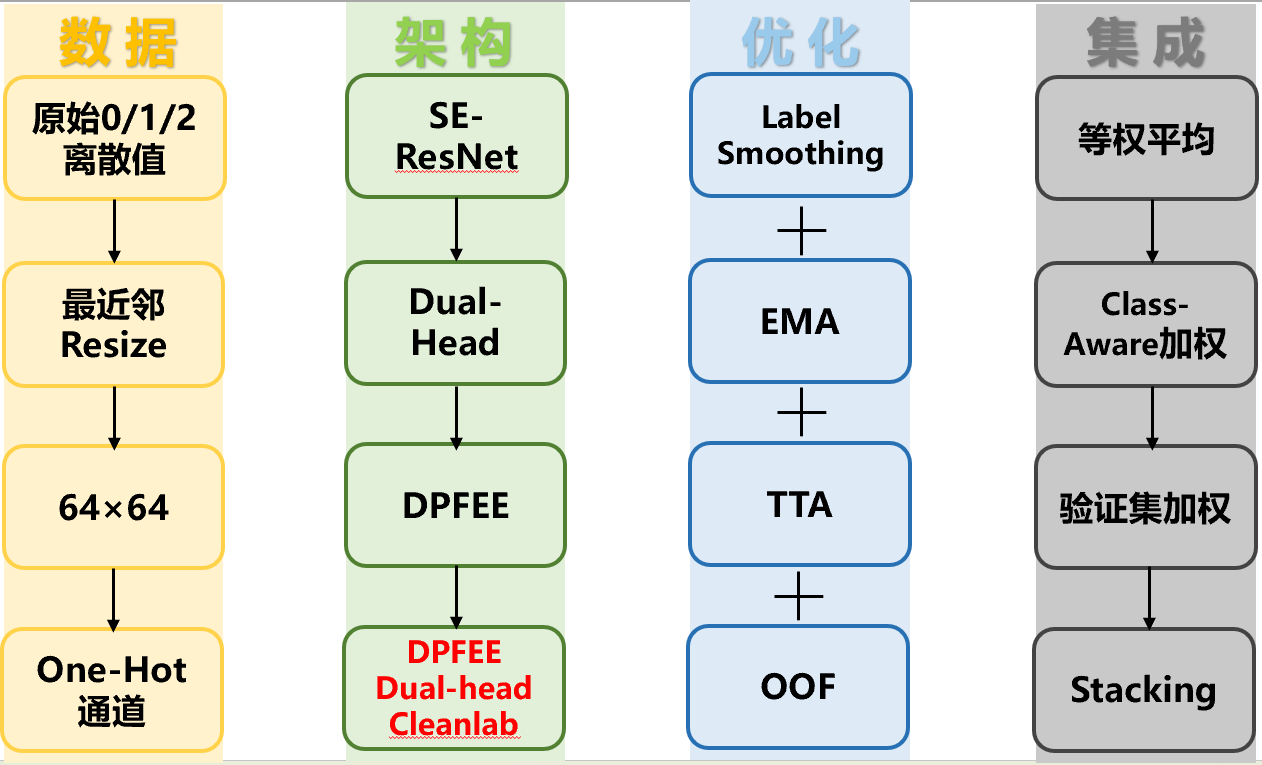 数据
原始0/1/2
离散值
最近邻
Resize
64×64
One-Hot
通道
架构
SE-
ResNet
Dual-
Head
DPFEE
DPFEE
Dual-head
Cleanlab
优化
Label
Smoothing
EMA
TTA
OOF
集成
等权平均
Class-
Aware加权
验证集加权
Stacking